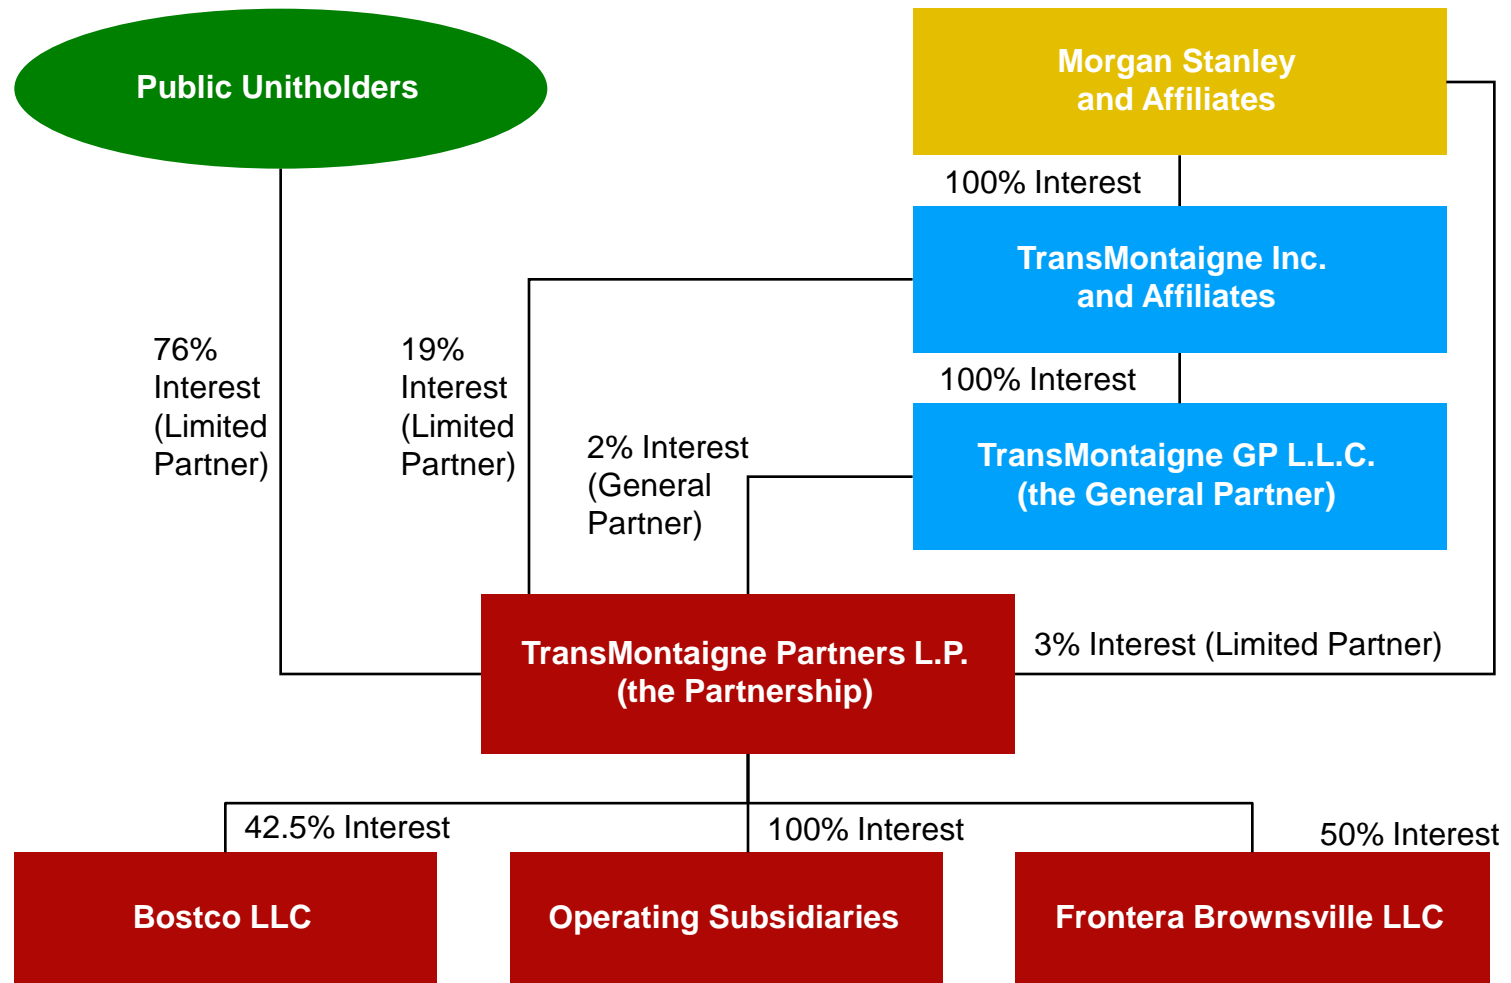 Public Unitholders
Morgan Stanley
and Affiliates
100% Interest
TransMontaigne Inc.
and Affiliates
76%
Interest
(Limited
Partner)
19%
Interest
(Limited
Partner)
100% Interest
2% Interest
(General
Partner)
TransMontaigne GP L.L.C.
(the General Partner)
TransMontaigne Partners L.P.
(the Partnership)
3% Interest (Limited Partner)
42.5% Interest
100% Interest
50% Interest
Bostco LLC
Operating Subsidiaries
Frontera Brownsville LLC